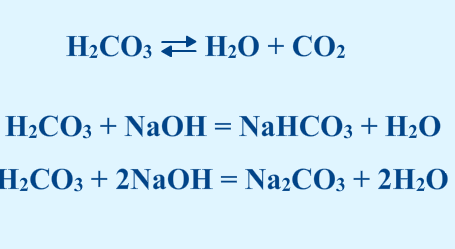 H₂CO₃ ⇄ H₂O + CO₂
H₂CO₃ + NaOH = NaHCO₃ + H₂O
H₂CO₃ + 2NaOH = Na₂CO₃ + 2H₂O